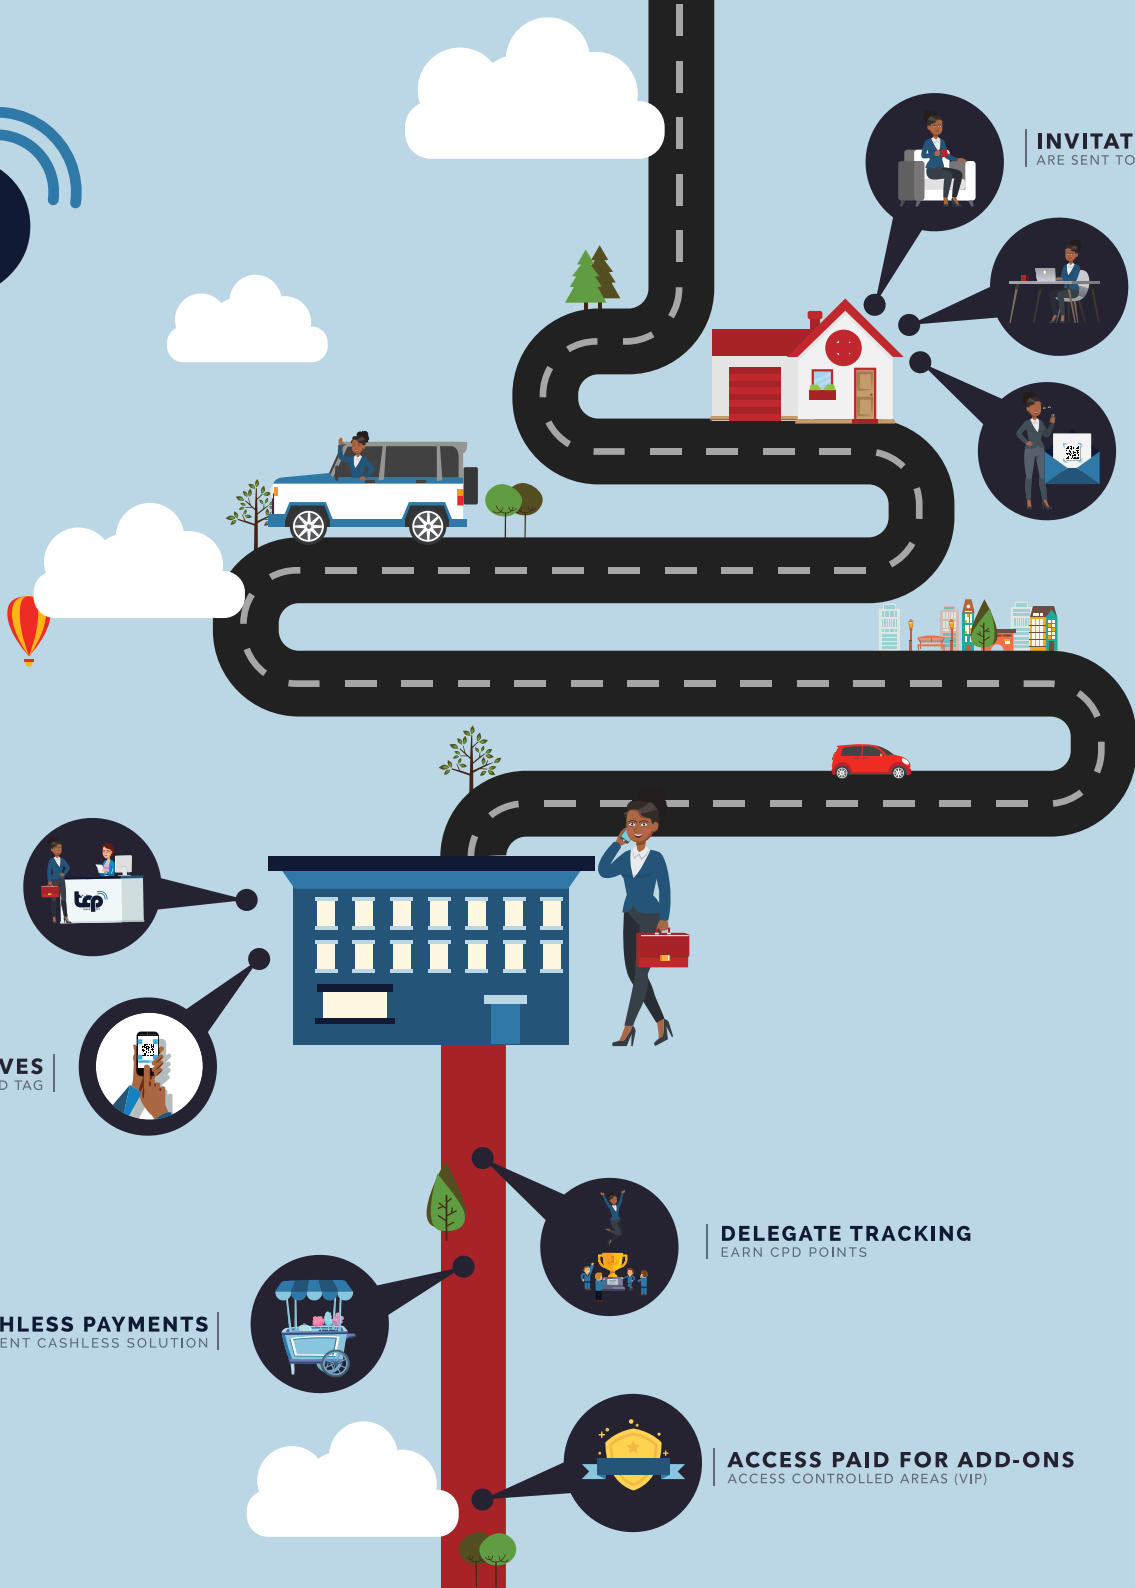 INVITAT
ARE SENT TO
tcp
VES
D TAG
DELEGATE TRACKING
EARN CPD POINTS
HLESS PAYMENTS
ENT CASHLESS SOLUTION
ACCESS PAID FOR ADD-ONS
ACCESS CONTROLLED AREAS (VIP)